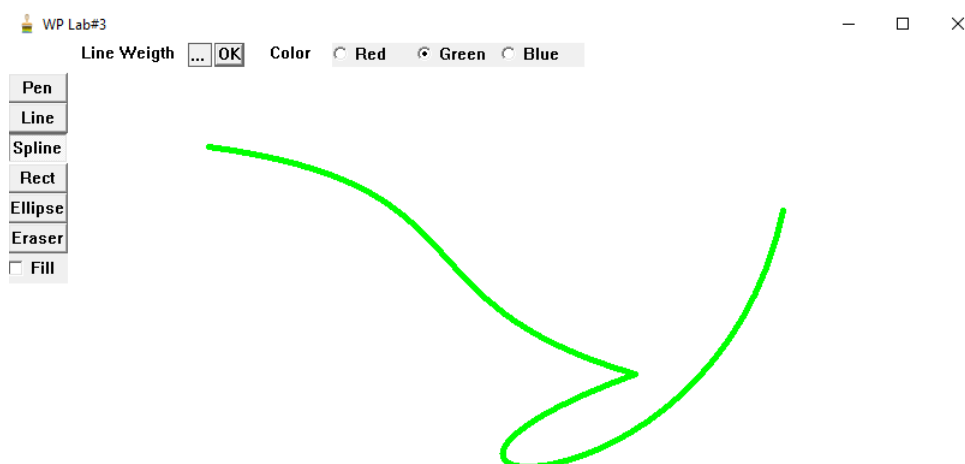 WP Lab#3
Line Weigth ... OK Color Red Green Blue
Pen
Line
Spline
Rect
Ellipse
Eraser
Fill